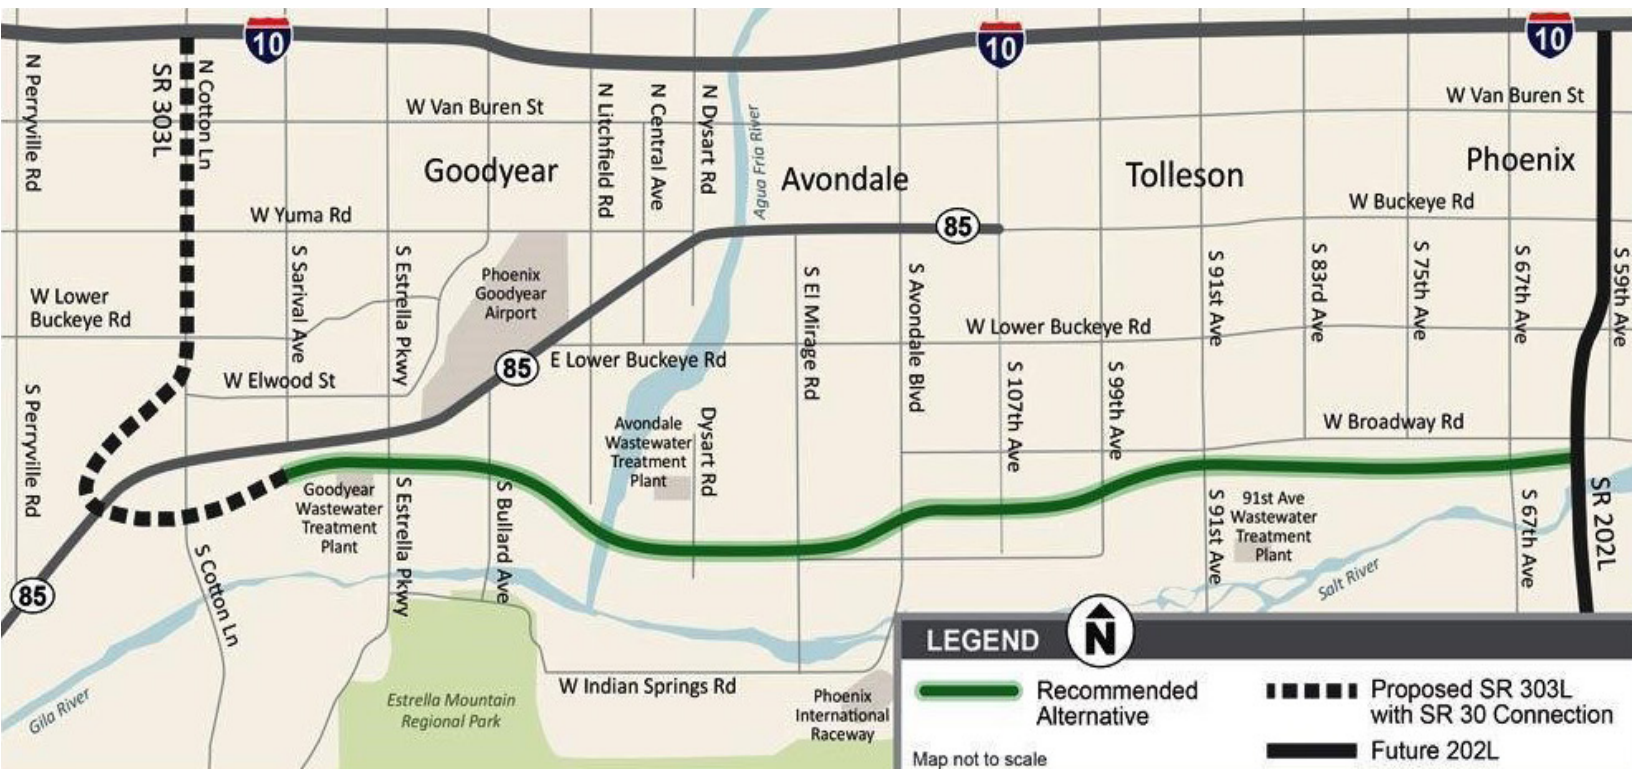 10
10
10
N Perryville Rd
SR 303L
N Cotton Ln
W Van Buren St
N Litchfield Rd
N Central Ave
N Dysart Rd
Agua Fria River
W Van Buren St
Goodyear
Avondale
Tolleson
Phoenix
W Yuma Rd
85
W Buckeye Rd
S Sarival Ave
S Estrella Pkwy
Phoenix
Goodyear
Airport
S El Mirage Rd
S Avondale Blvd
S 91st Ave
S 83rd Ave
S 75th Ave
S 67th Ave
S 59th Ave
W Lower
Buckeye Rd
W Lower Buckeye Rd
85
E Lower Buckeye Rd
W Elwood St
S Perryville Rd
S 107th Ave
S 99th Ave
Avondale
Wastewater
Treatment
Plant
Dysart Rd
W Broadway Rd
Goodyear
Wastewater
Treatment
Plant
S Estrella Pkwy
S Bullard Ave
S 91st Ave
91st Ave
Wastewater
Treatment
Plant
S 67th Ave
SR 202L
S Cotton Ln
85
Salt River
Gila River
Estrella Mountain
Regional Park
W Indian Springs Rd
Phoenix
International
Raceway
LEGEND
N
Recommended
Alternative
Proposed SR 303L
with SR 30 Connection
Future 202L
Map not to scale